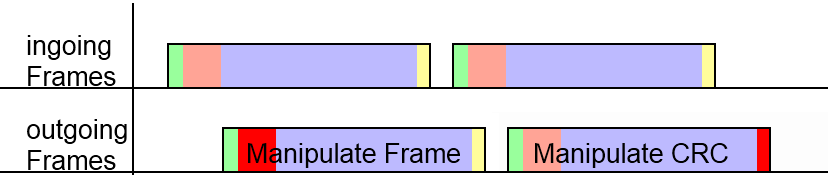 ingoing
Frames
outgoing
Frames
Manipulate Frame
Manipulate CRC